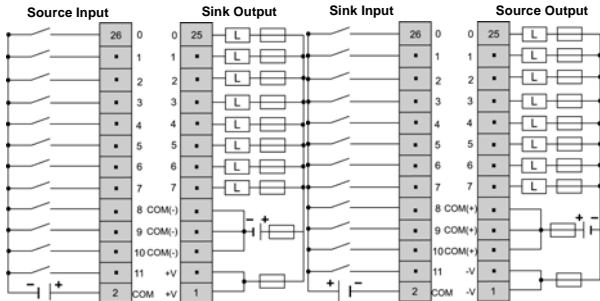 Source Input Sink Output Sink Input Source Output
26 0 25 L 26 0 25 L
1 1 L 1 1 L
2 2 L 2 2 L
3 3 L 3 3 L
4 4 L 4 4 L
5 5 L 5 5 L
6 6 L 6 6 L
7 7 L 7 7 L
8 COM(-) - + 8 COM(+) + -
9 COM(-) 9 COM(+)
10 COM(-) 10 COM(+)
11 +V 11 -V
- + 2 COM +V 1 + - 2 COM -V 1